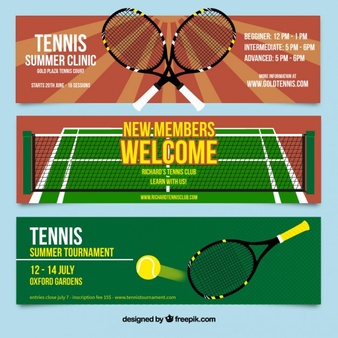 TENNIS
SUMMER CLINIC
GOLD PLAZA TENNIS COURT
STARTS 20TH JUNE - 15 SESSIONS
BEGGINER: 12 PM - 1 PM
INTERMEDIATE: 5 PM - 6PM
ADVANCED: 5 PM - 6PM
MORE INFORMATION AT
WWW.GOLDTENNIS.COM
NEW MEMBERS
WELCOME
RICHARD'S TENNIS CLUB
LEARN WITH US!
WWW.RICHARDTENNISCLUB.COM
TENNIS
SUMMER TOURNAMENT
12 - 14 JULY
OXFORD GARDENS
entries close july 7 - inscription fee $30 - www.tennistournament.com
designed by freepik.com